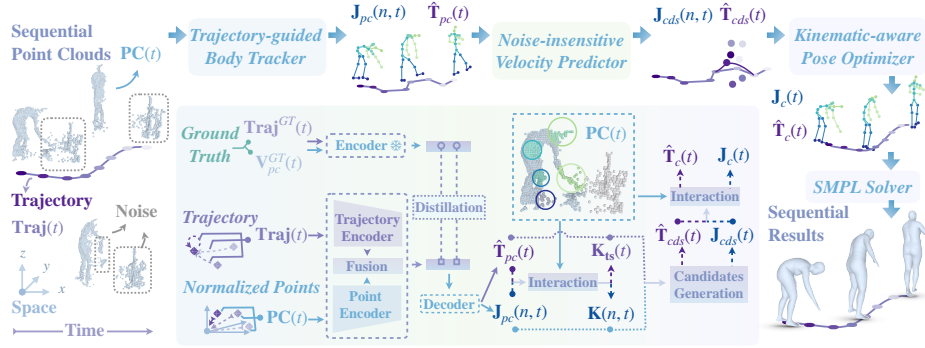 Sequential
Point Clouds
PC(t)
Trajectory-guided
Body Tracker
J_pc(n, t)
T̂_pc(t)
Noise-insensitive
Velocity Predictor
J_cds(n, t)
T̂_cds(t)
Kinematic-aware
Pose Optimizer
J_c(t)
T̂_c(t)
SMPL Solver
Sequential
Results
Trajectory
Traj(t)
Noise
z
y
x
Space
Time
Ground
Truth
Traj^GT(t)
V_pc^GT(t)
Encoder
Distillation
Trajectory
Traj(t)
Trajectory
Encoder
Fusion
Point
Encoder
Normalized Points
PC(t)
Decoder
PC(t)
T̂_pc(t)
J_pc(n, t)
Interaction
K_ts(t)
K(n, t)
T̂_c(t)
J_c(t)
Interaction
T̂_cds(t)
J_cds(t)
Candidates
Generation